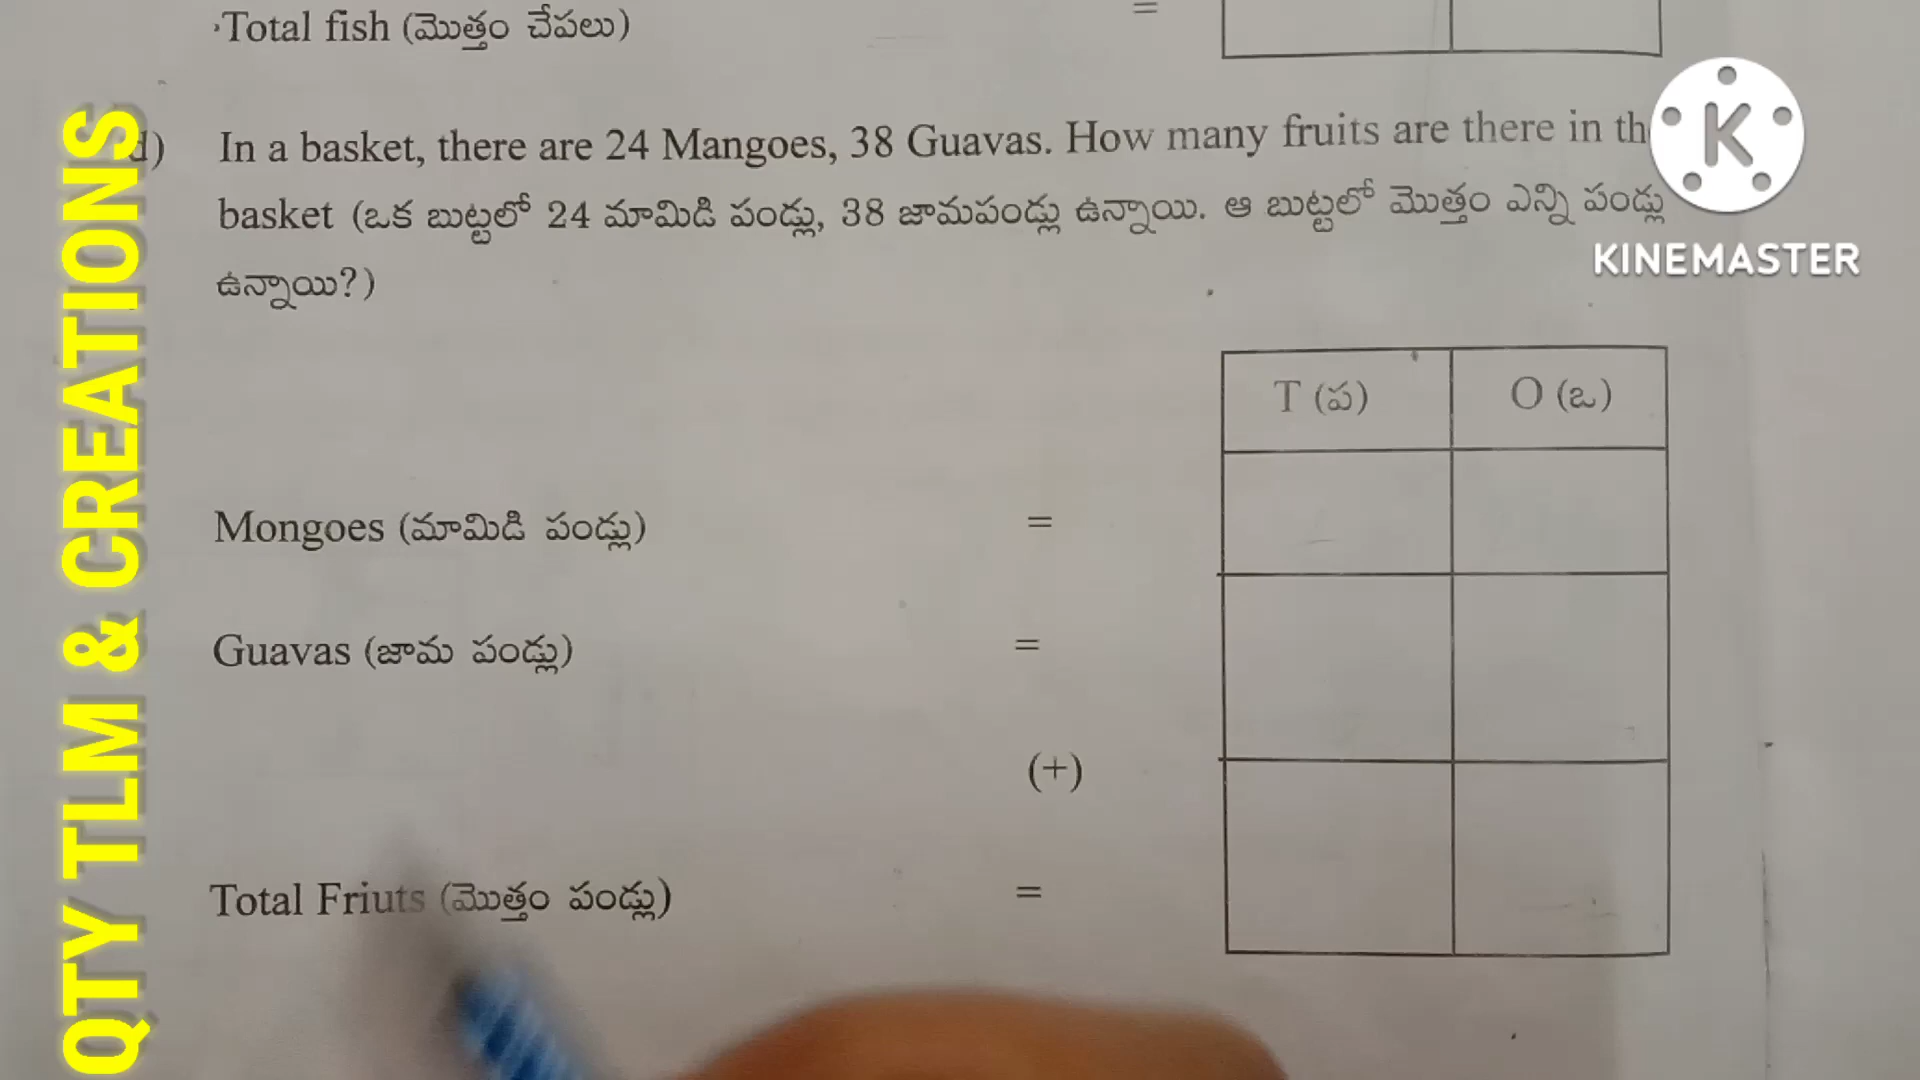 Total fish (మొత్తం చేపలు) =
d) In a basket, there are 24 Mangoes, 38 Guavas. How many fruits are there in
basket (ఒక బుట్టలో 24 మామిడి పండ్లు, 38 జామపండ్లు ఉన్నాయి. ఆ బుట్టలో మొత్తం ఎన్ని పండ్లు
ఉన్నాయి?)
K
KINEMASTER
T (ప) O (ఒ)
Mongoes (మామిడి పండ్లు) =
Guavas (జామ పండ్లు) =
(+)
Total Friuts (మొత్తం పండ్లు) =
QTY TLM & CREATIONS